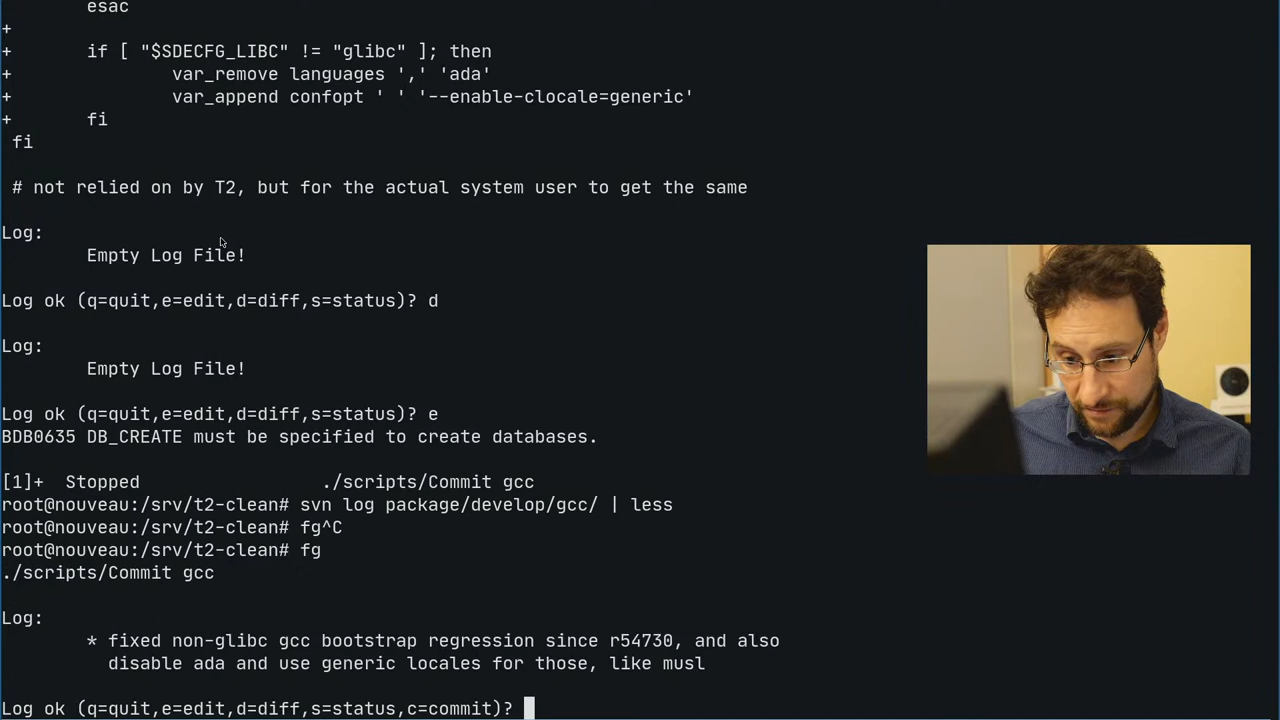 esac
+
+ if [ "$SDECFG_LIBC" != "glibc" ]; then
+ var_remove languages ',' 'ada'
+ var_append confopt ' ' '--enable-clocale=generic'
+ fi
fi
# not relied on by T2, but for the actual system user to get the same
Log:
Empty Log File!
Log ok (q=quit,e=edit,d=diff,s=status)? d
Log:
Empty Log File!
Log ok (q=quit,e=edit,d=diff,s=status)? e
BDB0635 DB_CREATE must be specified to create databases.
[1]+ Stopped ./scripts/Commit gcc
root@nouveau:/srv/t2-clean# svn log package/develop/gcc/ | less
root@nouveau:/srv/t2-clean# fg^C
root@nouveau:/srv/t2-clean# fg
./scripts/Commit gcc
Log:
* fixed non-glibc gcc bootstrap regression since r54730, and also
disable ada and use generic locales for those, like musl
Log ok (q=quit,e=edit,d=diff,s=status,c=commit)?